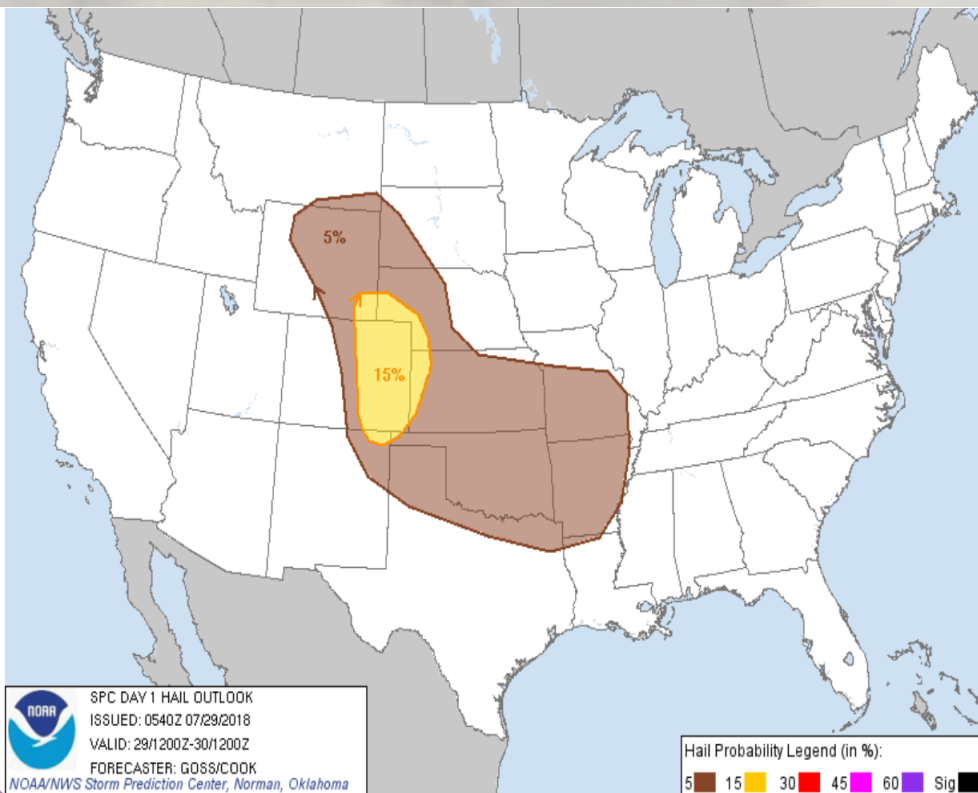 5%
15%
NOAA
SPC DAY 1 HAIL OUTLOOK
ISSUED: 0540Z 07/29/2018
VALID: 29/1200Z-30/1200Z
FORECASTER: GOSS/COOK
NOAA/NWS Storm Prediction Center, Norman, Oklahoma
Hail Probability Legend (in %):
5 15 30 45 60 Sig